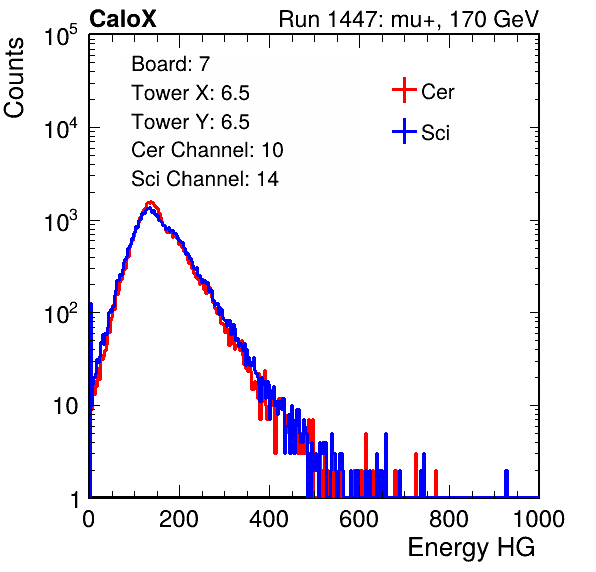 CaloX Run 1447: mu+, 170 GeV
Board: 7
Tower X: 6.5
Tower Y: 6.5
Cer Channel: 10
Sci Channel: 14
Cer
Sci
Counts
10^5
10^4
10^3
10^2
10
1
0 200 400 600 800 1000
Energy HG